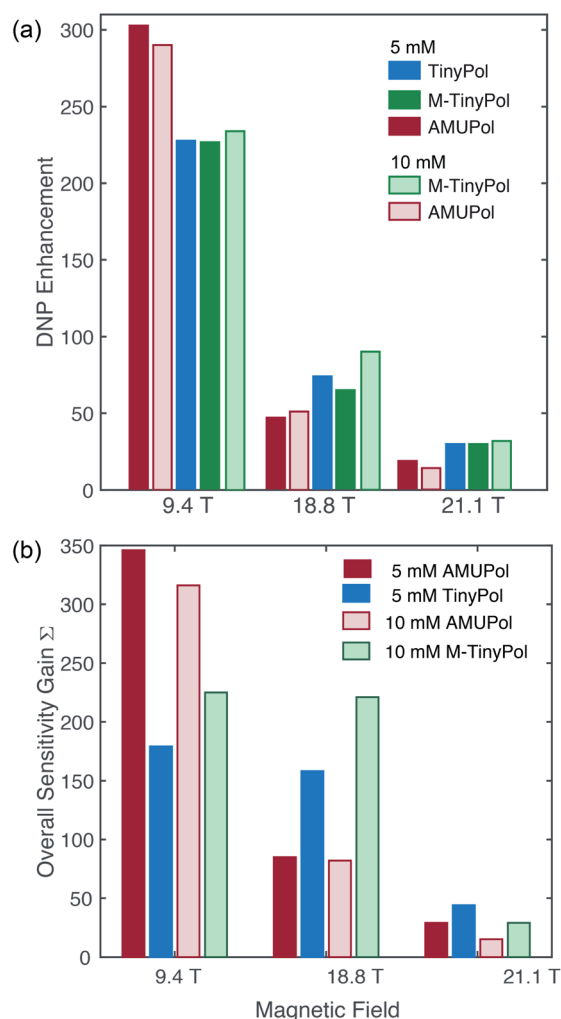 (a)
300
250
200
150
100
50
0
DNP Enhancement
5 mM
TinyPol
M-TinyPol
AMUPol
10 mM
M-TinyPol
AMUPol
9.4 T 18.8 T 21.1 T
(b)
350
300
250
200
150
100
50
0
Overall Sensitivity Gain Σ
5 mM AMUPol
5 mM TinyPol
10 mM AMUPol
10 mM M-TinyPol
9.4 T 18.8 T 21.1 T
Magnetic Field